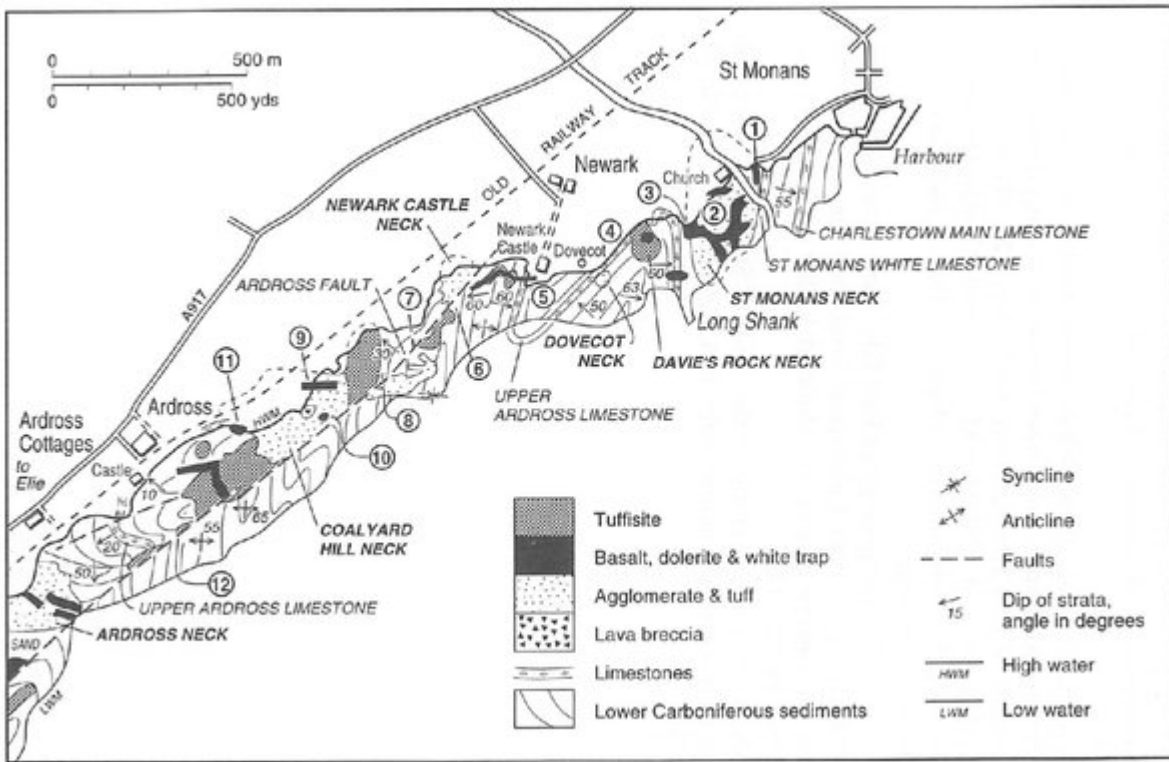 0 500 m
0 500 yds
St Monans
TRACK
RAILWAY
OLD
1
Harbour
Newark
Church
3
2
55
NEWARK CASTLE
NECK
Newark
Castle
4
Dovecot
CHARLESTOWN MAIN LIMESTONE
ST MONANS WHITE LIMESTONE
A917
ARDROSS FAULT
7
60
60
5
60
63
50
ST MONANS NECK
Long Shank
9
30
DOVECOT
NECK
DAVIE'S ROCK NECK
6
11
HWM
UPPER
ARDROSS LIMESTONE
8
Ardross
Ardross
Cottages
to
Elie
10
Castle
10
65
COALYARD
HILL NECK
55
20
50
12
UPPER ARDROSS LIMESTONE
ARDROSS NECK
SAND
LWM
Tuffisite
Basalt, dolerite & white trap
Agglomerate & tuff
Lava breccia
Limestones
Lower Carboniferous sediments
Syncline
Anticline
Faults
15
Dip of strata,
angle in degrees
HWM
High water
LWM
Low water